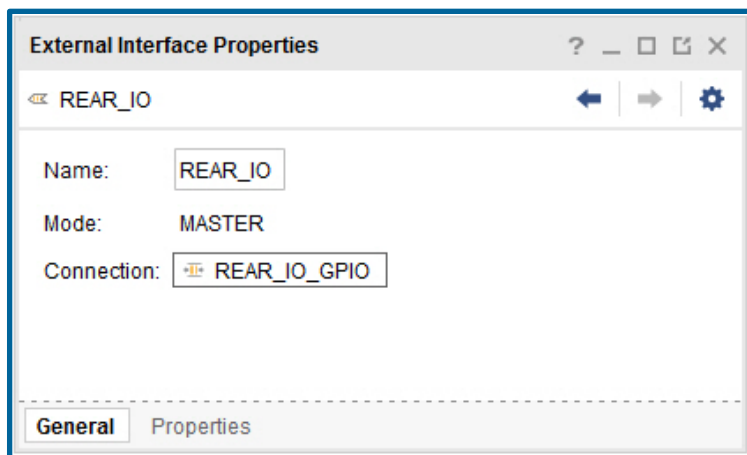 External Interface Properties
REAR_IO
Name: REAR_IO
Mode: MASTER
Connection: REAR_IO_GPIO
General Properties